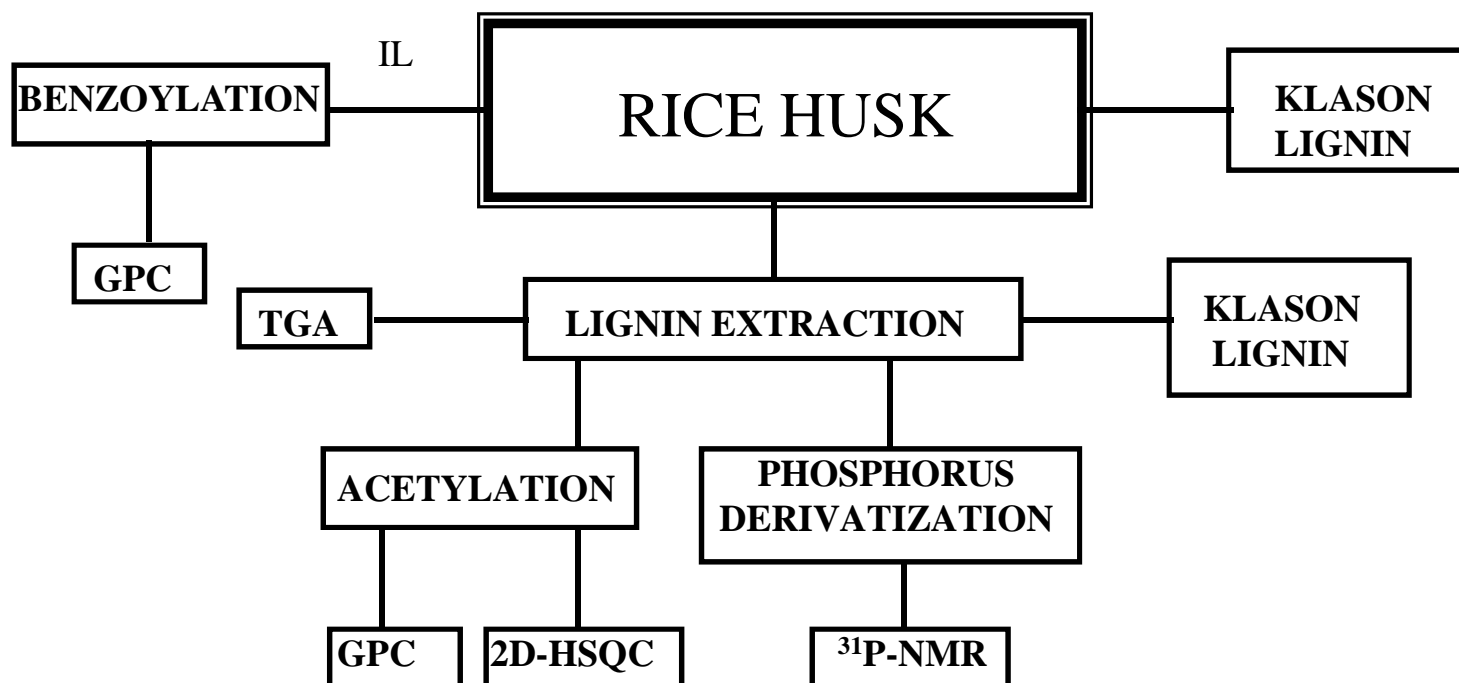 IL
BENZOYLATION
RICE HUSK
KLASON
LIGNIN
GPC
TGA
LIGNIN EXTRACTION
KLASON
LIGNIN
ACETYLATION
PHOSPHORUS
DERIVATIZATION
GPC
2D-HSQC
³¹P-NMR